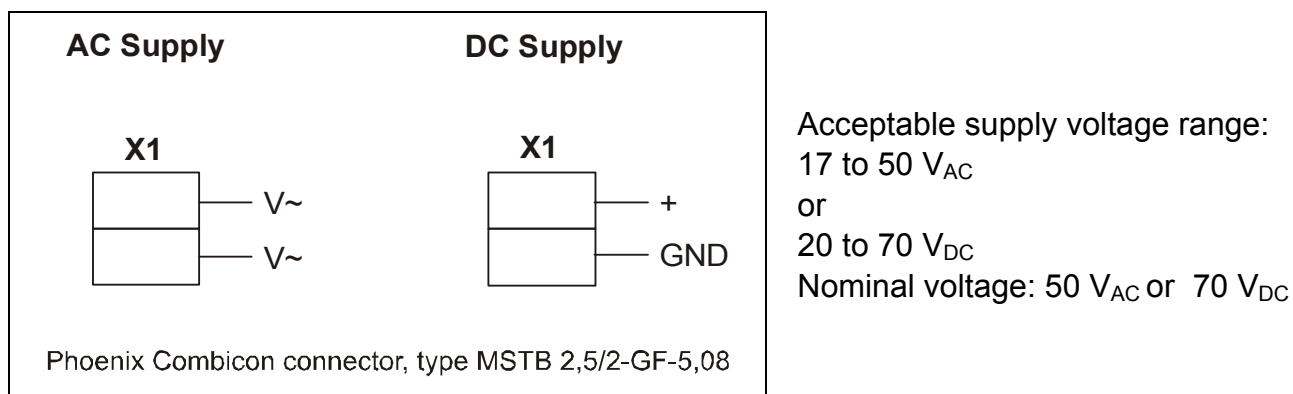 AC Supply
DC Supply
X1
V~
V~
X1
+
GND
Phoenix Combicon connector, type MSTB 2,5/2-GF-5,08
Acceptable supply voltage range:
17 to 50 VAC
or
20 to 70 VDC
Nominal voltage: 50 VAC or 70 VDC